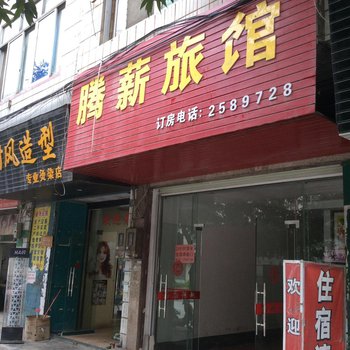 腾薪旅馆
订房电话:2589728
风造型
专业烫染店
欢迎
住宿